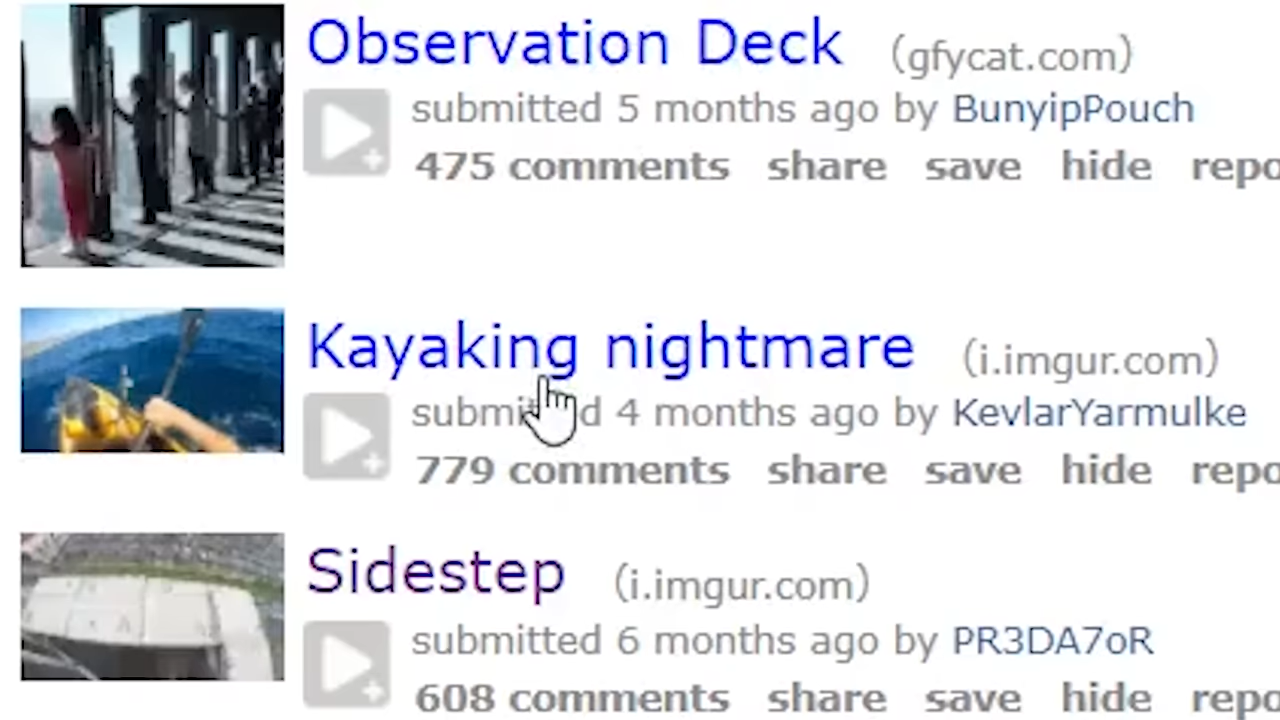 Observation Deck (gfycat.com)
submitted 5 months ago by BunyipPouch
475 comments share save hide repo
Kayaking nightmare (i.imgur.com)
submitted 4 months ago by KevlarYarmulke
779 comments share save hide repo
Sidestep (i.imgur.com)
submitted 6 months ago by PR3DA7oR
608 comments share save hide repo